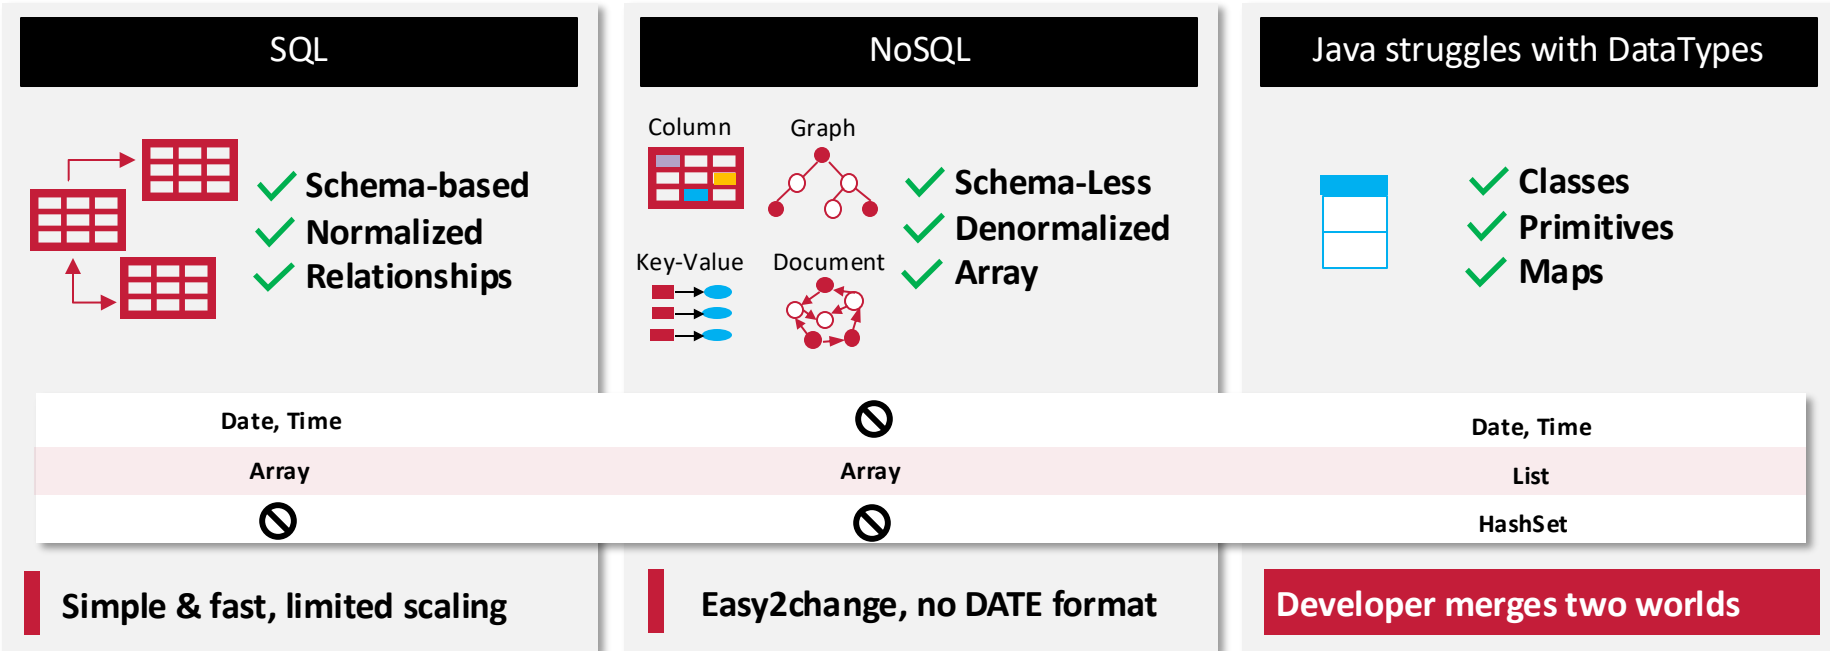 SQL
Schema-based
Normalized
Relationships
NoSQL
Column
Graph
Key-Value
Document
Schema-Less
Denormalized
Array
Java struggles with DataTypes
Classes
Primitives
Maps
Date, Time
Date, Time
Array
Array
List
HashSet
Simple & fast, limited scaling
Easy2change, no DATE format
Developer merges two worlds